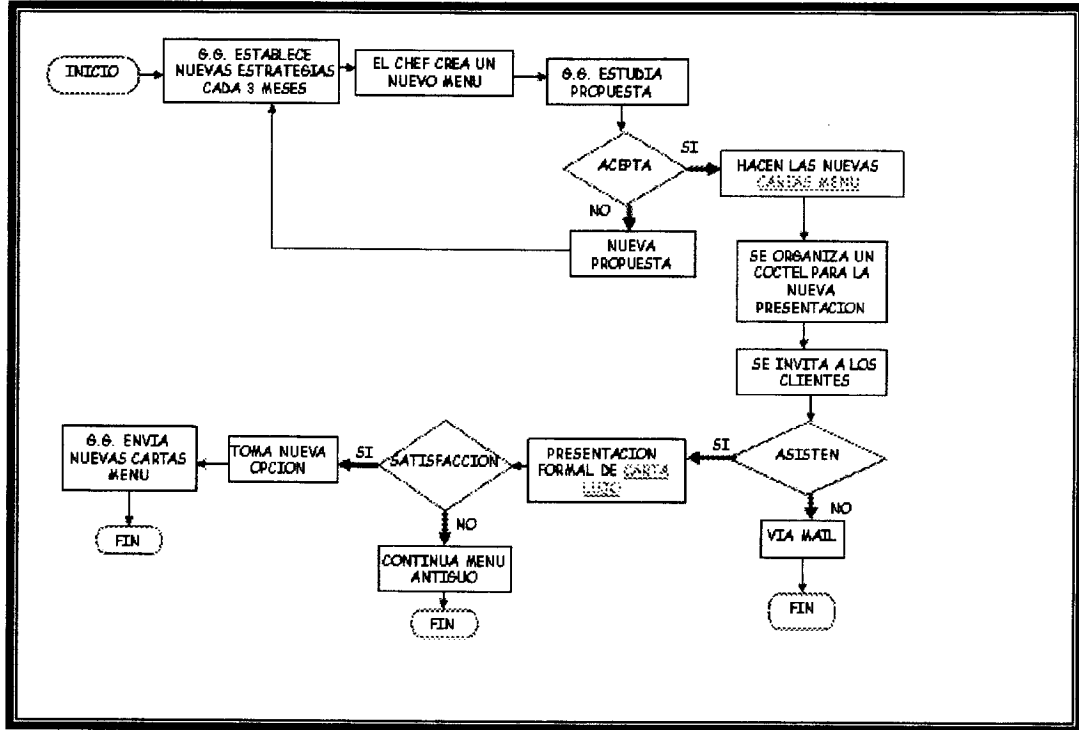 INICIO
G.G. ESTABLECE
NUEVAS ESTRATEGIAS
CADA 3 MESES
EL CHEF CREA UN
NUEVO MENU
G.G. ESTUDIA
PROPUESTA
ACEPTA
SI
NO
HACEN LAS NUEVAS
CARTAS MENU
NUEVA
PROPUESTA
SE ORGANIZA UN
COCTEL PARA LA
NUEVA
PRESENTACION
SE INVITA A LOS
CLIENTES
ASISTEN
SI
NO
VIA MAIL
FIN
PRESENTACION
FORMAL DE CARTA
SATISFACCION
SI
NO
TOMA NUEVA
OPCION
G.G. ENVIA
NUEVAS CARTAS
MENU
FIN
CONTINUA MENU
ANTIGUO
FIN